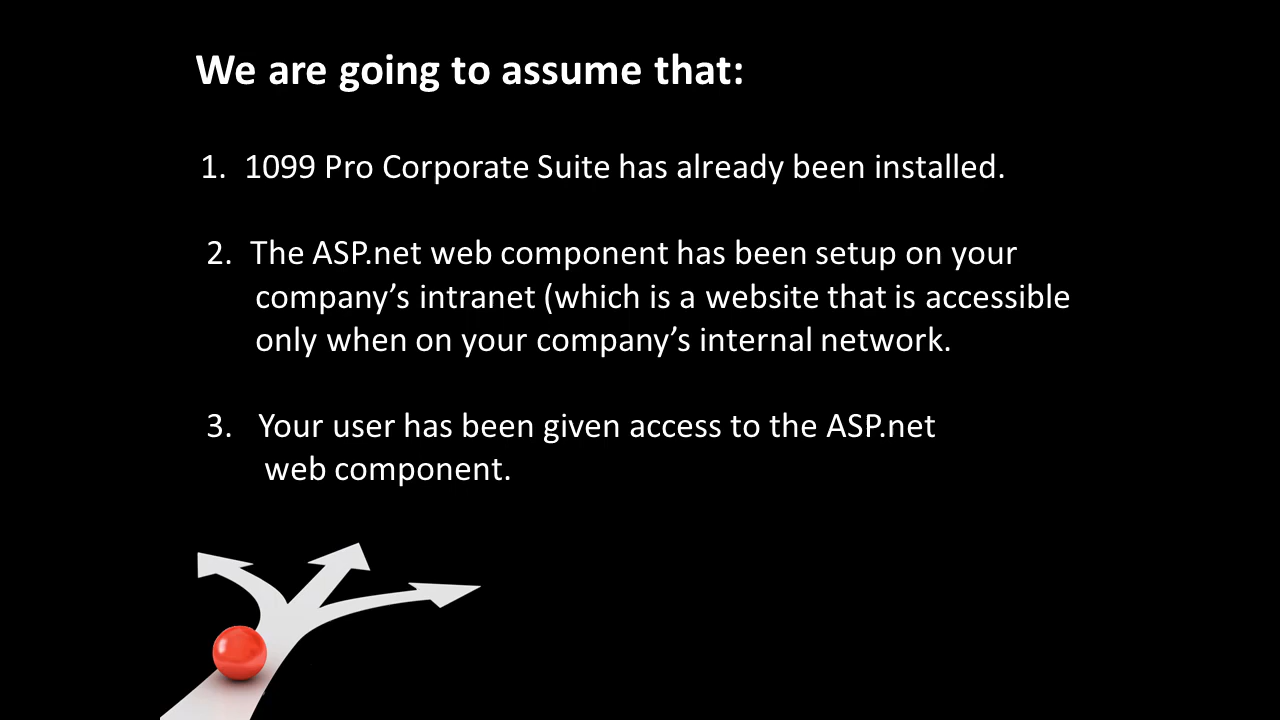 We are going to assume that:
1. 1099 Pro Corporate Suite has already been installed.
2. The ASP.net web component has been setup on your
company’s intranet (which is a website that is accessible
only when on your company’s internal network.
3. Your user has been given access to the ASP.net
web component.